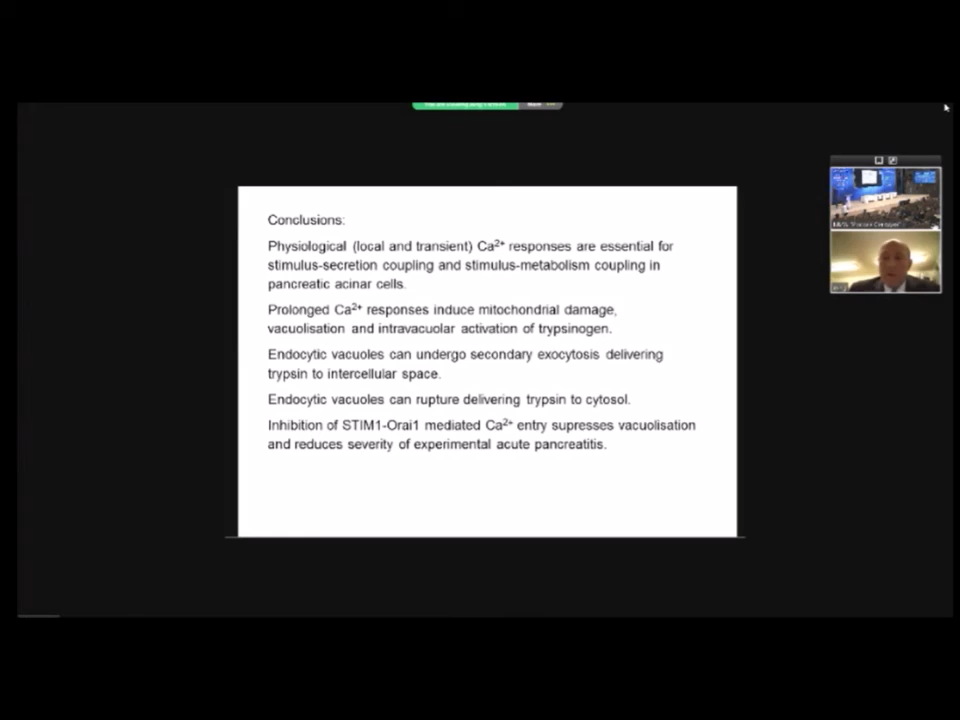 Conclusions:
Physiological (local and transient) Ca²⁺ responses are essential for
stimulus-secretion coupling and stimulus-metabolism coupling in
pancreatic acinar cells.
Prolonged Ca²⁺ responses induce mitochondrial damage,
vacuolisation and intravacuolar activation of trypsinogen.
Endocytic vacuoles can undergo secondary exocytosis delivering
trypsin to intercellular space.
Endocytic vacuoles can rupture delivering trypsin to cytosol.
Inhibition of STIM1-Orai1 mediated Ca²⁺ entry supresses vacuolisation
and reduces severity of experimental acute pancreatitis.